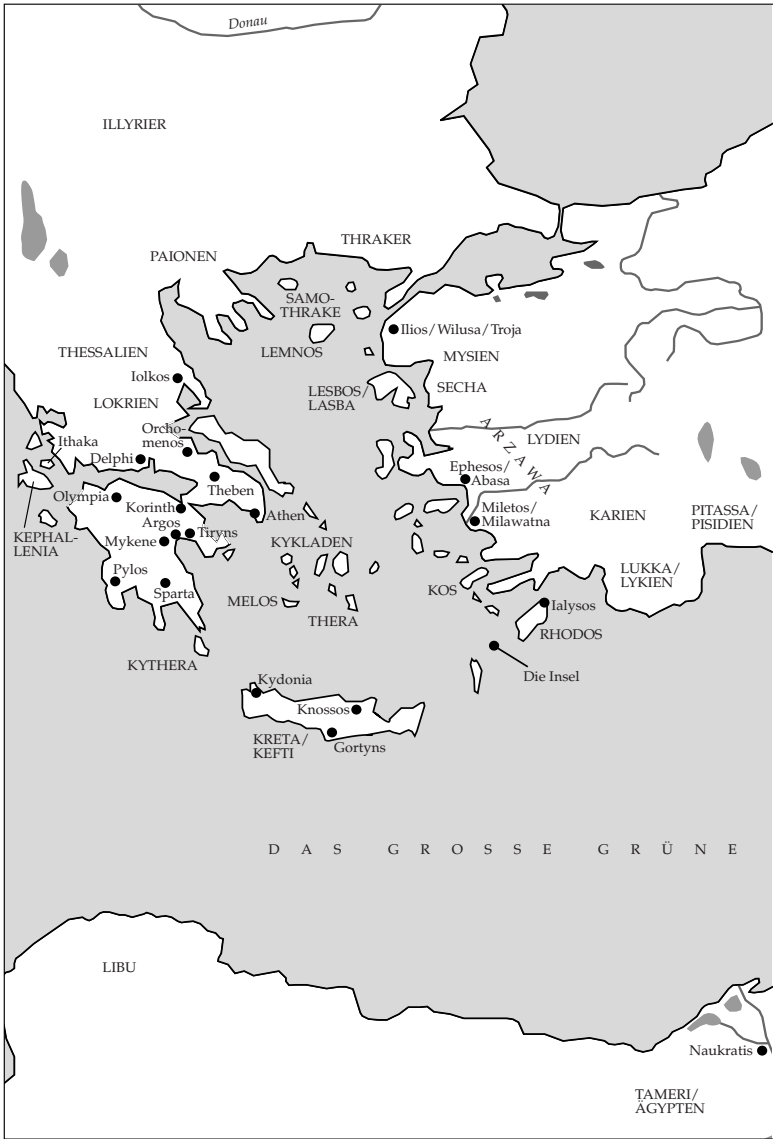 Donau
ILLYRIER
THRAKER
PAIONEN
SAMO-
THRAKE
Ilios/Wilusa/Troja
THESSALIEN
LEMNOS
MYSIEN
Iolkos
LESBOS/
LASBA
SECHA
LOKRIEN
ARZAWA
Orcho-
menos
LYDIEN
Ithaka
Delphi
Ephesos/
Abasa
Theben
Olympia
Korinth
Athen
Miletos/
Milawatna
KARIEN
PITASSA/
PISIDIEN
Argos
Tiryns
KEPHAL-
LENIA
Mykene
KYKLADEN
Pylos
Sparta
LUKKA/
LYKIEN
KOS
MELOS
Ialysos
THERA
RHODOS
KYTHERA
Die Insel
Kydonia
Knossos
KRETA/
KEFTI
Gortyns
DAS GROSSE GRÜNE
LIBU
Naukratis
TAMERI/
ÄGYPTEN